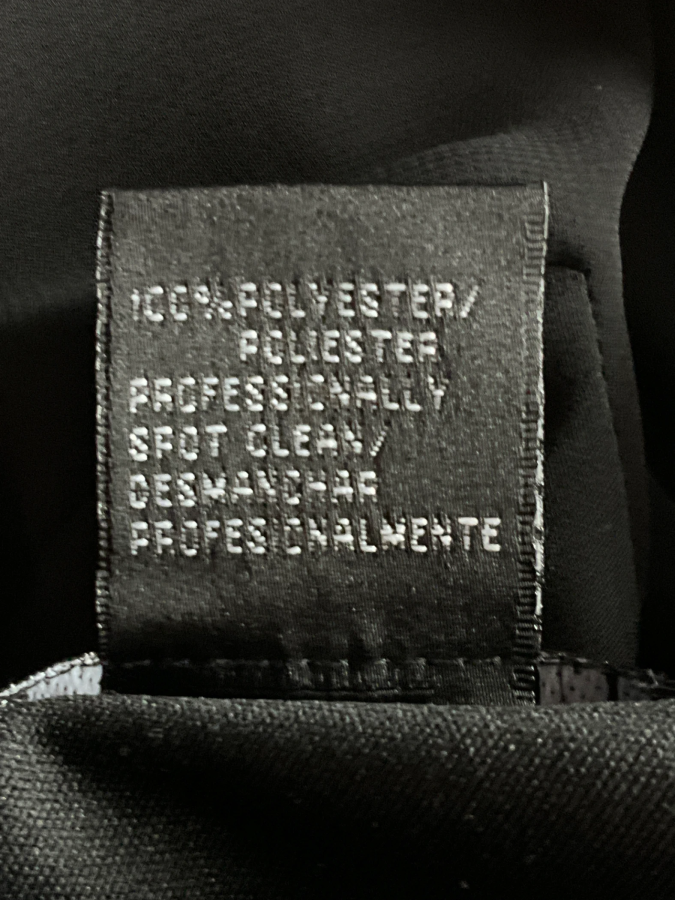 100% POLYESTER/
POLIESTER
PROFESSIONALLY
SPOT CLEAN/
DESMANCHAR
PROFESIONALMENTE